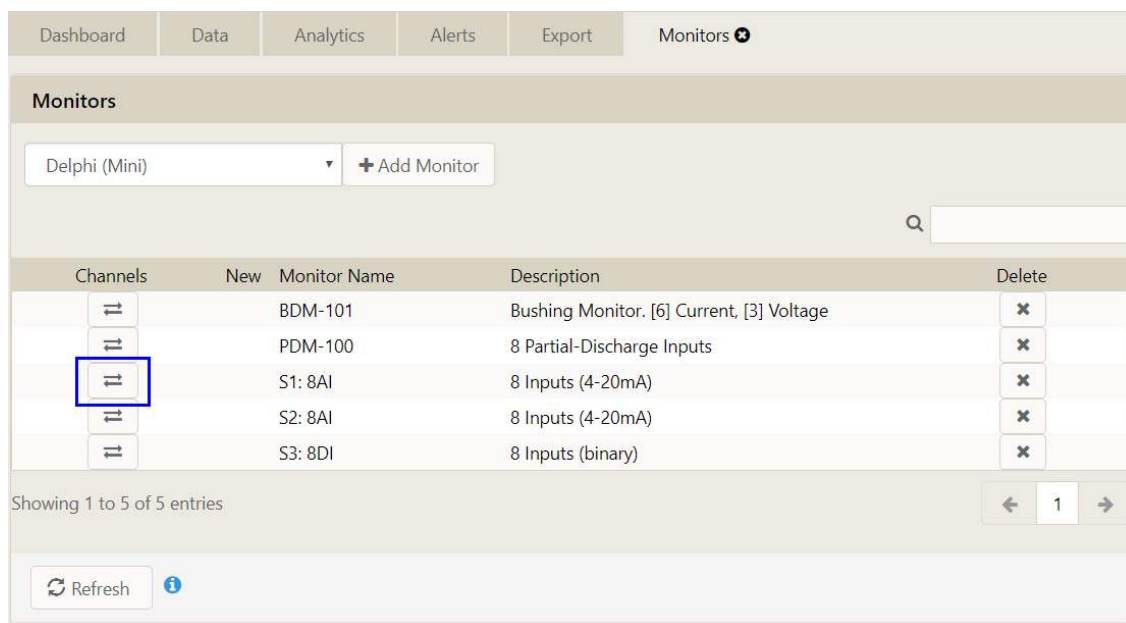 Dashboard Data Analytics Alerts Export Monitors
Monitors
Delphi (Mini) Add Monitor
Channels New Monitor Name Description Delete
BDM-101 Bushing Monitor. [6] Current, [3] Voltage
PDM-100 8 Partial-Discharge Inputs
S1: 8AI 8 Inputs (4-20mA)
S2: 8AI 8 Inputs (4-20mA)
S3: 8DI 8 Inputs (binary)
Showing 1 to 5 of 5 entries 1
Refresh